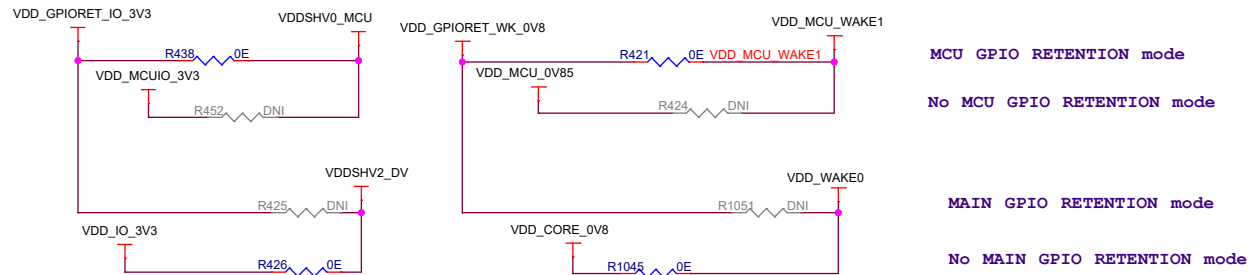 VDD_GPIORET_IO_3V3
VDDSHV0_MCU
VDD_GPIORET_WK_0V8
VDD_MCU_WAKE1
R438 0E
R421 0E VDD_MCU_WAKE1
MCU GPIO RETENTION mode
VDD_MCUIO_3V3
VDD_MCU_0V85
R452 DNI
R424 DNI
No MCU GPIO RETENTION mode
VDDSHV2_DV
VDD_WAKE0
R425 DNI
R1051 DNI
MAIN GPIO RETENTION mode
VDD_IO_3V3
VDD_CORE_0V8
R426 0E
R1045 0E
No MAIN GPIO RETENTION mode